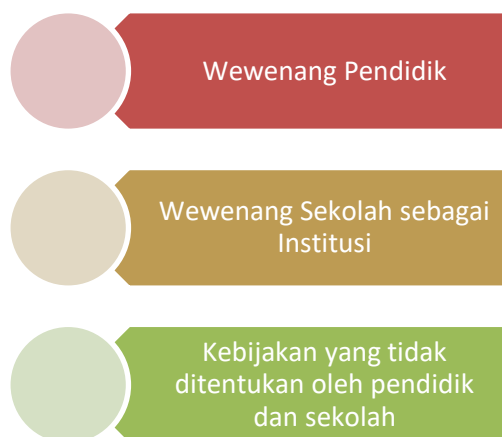 Wewenang Pendidik
Wewenang Sekolah sebagai
Institusi
Kebijakan yang tidak
ditentukan oleh pendidik
dan sekolah